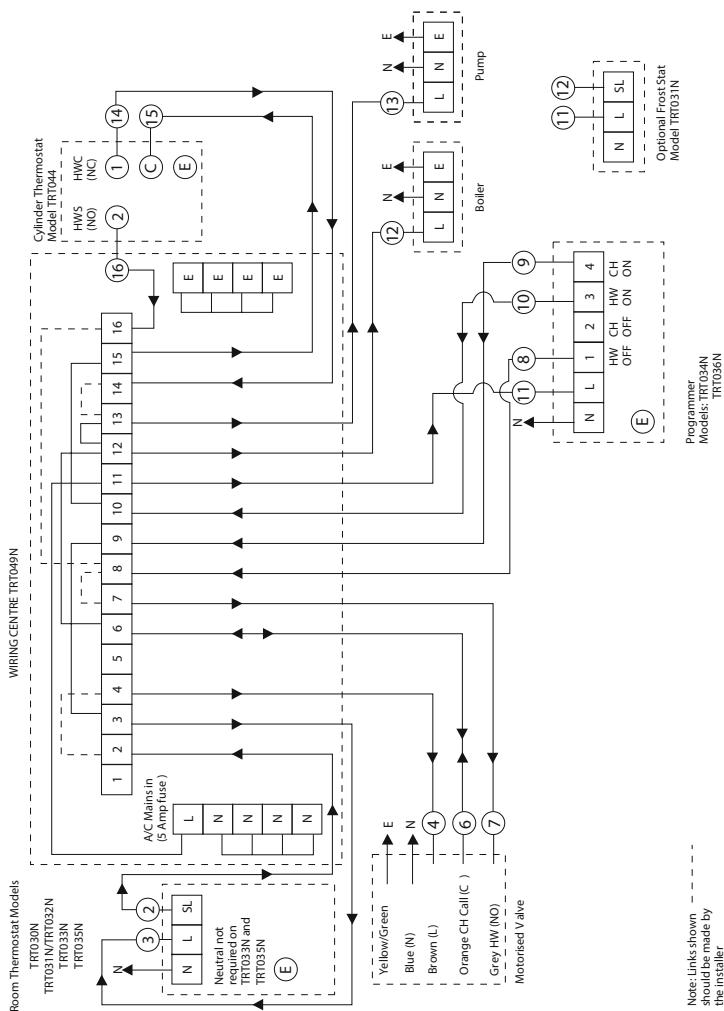 WIRING CENTRE TRT049N
Room Thermostat Models
TRT030N
TRT031N/TRT032N
TRT033N
TRT035N
N
3
2
N L SL
Neutral not
required on
TRT033N and
TRT035N
E
A/C Mains in
(5 Amp fuse )
L N N N N
1 2 3 4 5 6 7 8 9 10 11 12 13 14 15 16
E E E E
Cylinder Thermostat
Model TRT044
HWS
(NO)
HWC
(NC)
2 1
C
E
16
14
15
Yellow/Green E
Blue (N) N
Brown (L) 4
Orange CH Call (C ) 6
Grey HW (NO) 7
Motorised V alve
12 N E
L N E
Boiler
13 N E
L N E
Pump
N 11 8 10 9
N L 1 2 3 4
HW CH HW CH
OFF OFF ON ON
E
Programmer
Models: TRT034N
TRT036N
11 12
N L SL
Optional Frost Stat
Model TRT031N
Note: Links shown
should be made by
the installer